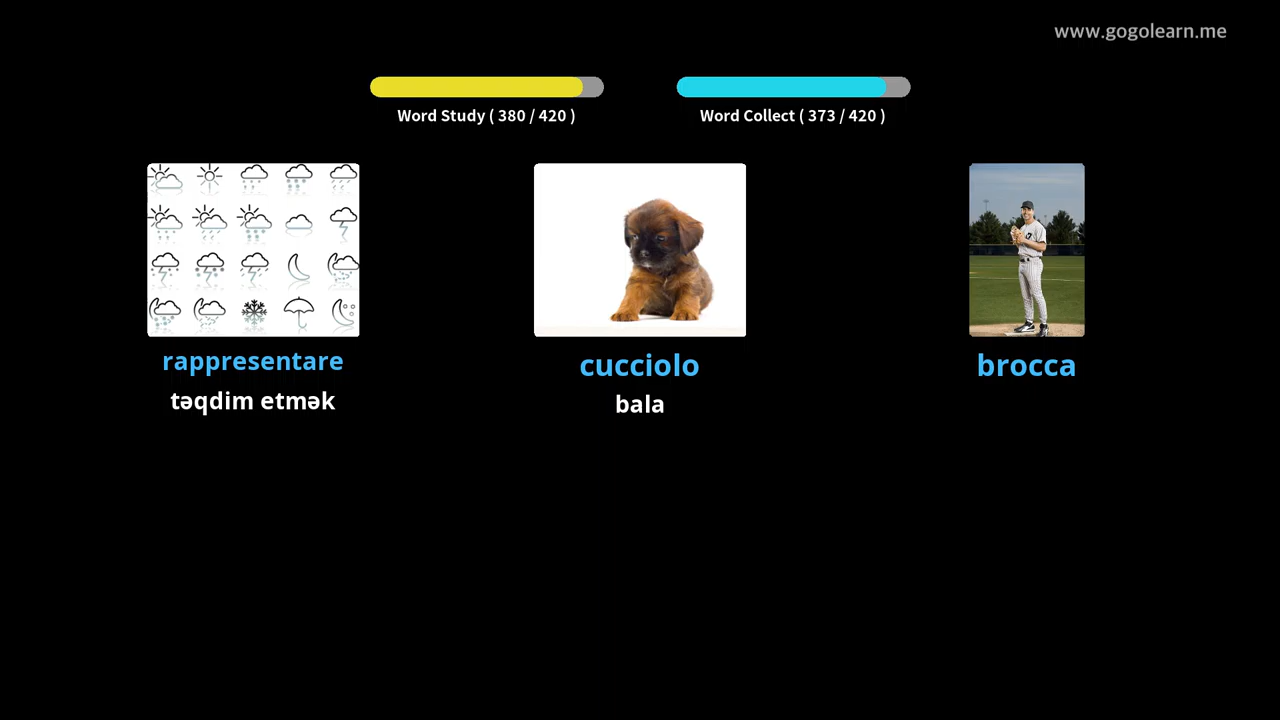 www.gogolearn.me
Word Study ( 380 / 420 )
Word Collect ( 373 / 420 )
rappresentare
təqdim etmək
cucciolo
bala
brocca